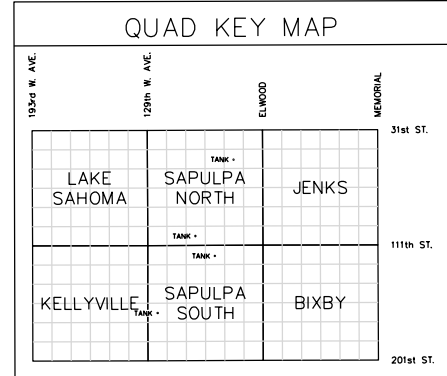 QUAD KEY MAP
193rd W. AVE.
129th W. AVE.
ELWOOD
MEMORIAL
31st ST.
TANK
LAKE
SAHOMA
SAPULPA
NORTH
JENKS
TANK
111th ST.
TANK
KELLYVILLE
TANK
SAPULPA
SOUTH
BIXBY
201st ST.